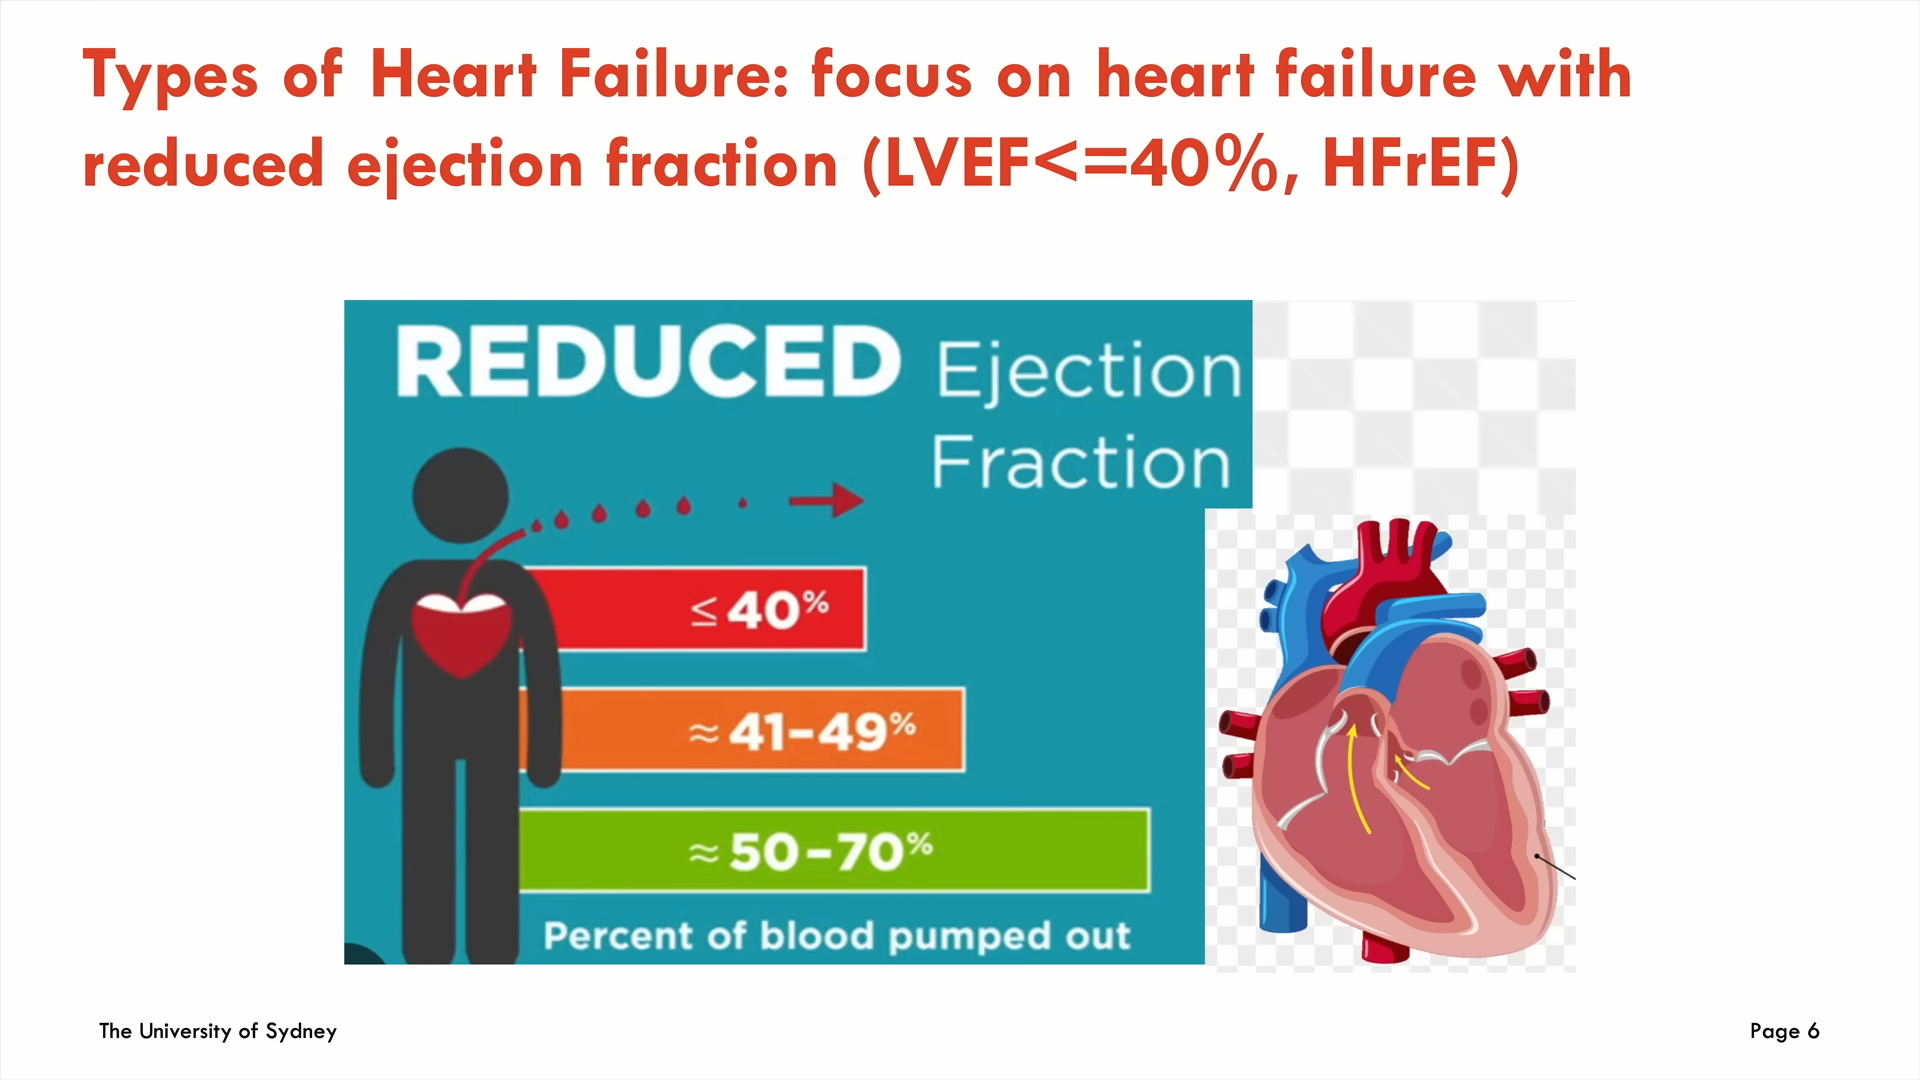 Types of Heart Failure: focus on heart failure with
reduced ejection fraction (LVEF<=40%, HFrEF)
REDUCED Ejection
Fraction
≤ 40%
≈ 41–49%
≈ 50–70%
Percent of blood pumped out
The University of Sydney
Page 6